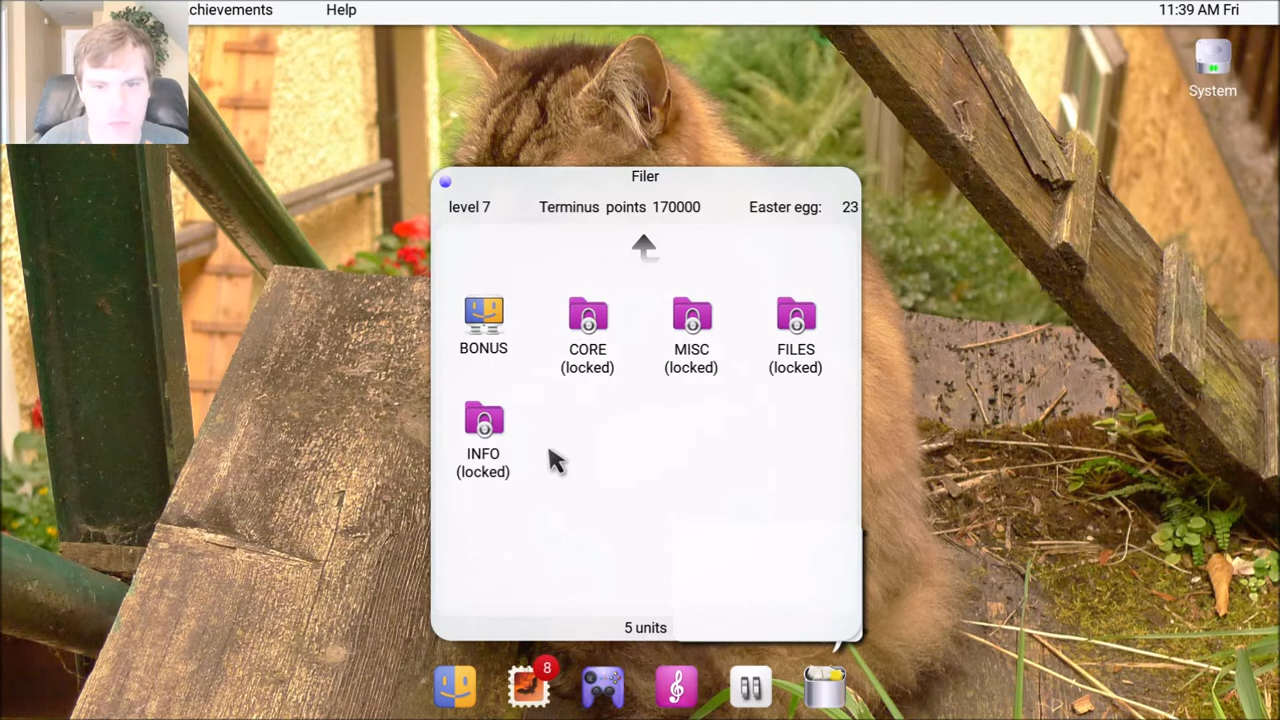 chievements Help 11:39 AM Fri
System
Filer
level 7 Terminus points 170000 Easter egg: 23
BONUS
CORE
(locked)
MISC
(locked)
FILES
(locked)
INFO
(locked)
5 units
8